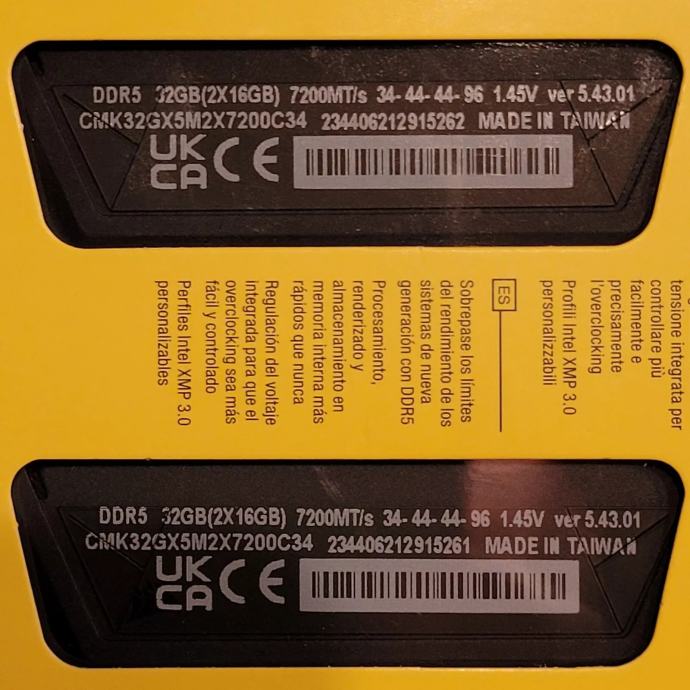 DDR5 32GB(2X16GB) 7200MT/s 34-44-44-96 1.45V ver 5.43.01
CMK32GX5M2X7200C34 234406212915262 MADE IN TAIWAN
UK
CA CE
tensione integrata per
controllare più
facilmente e
precisamente
l'overclocking
Profili Intel XMP 3.0
personalizzabili
ES
Sobrepase los límites
del rendimiento de los
sistemas de nueva
generación con DDR5
Procesamiento,
renderizado y
almacenamiento en
memoria interna más
rápidos que nunca
Regulación del voltaje
integrada para que el
overclocking sea más
fácil y controlado
Perfiles Intel XMP 3.0
personalizables
DDR5 32GB(2X16GB) 7200MT/s 34-44-44-96 1.45V ver 5.43.01
CMK32GX5M2X7200C34 234406212915261 MADE IN TAIWAN
UK
CA CE